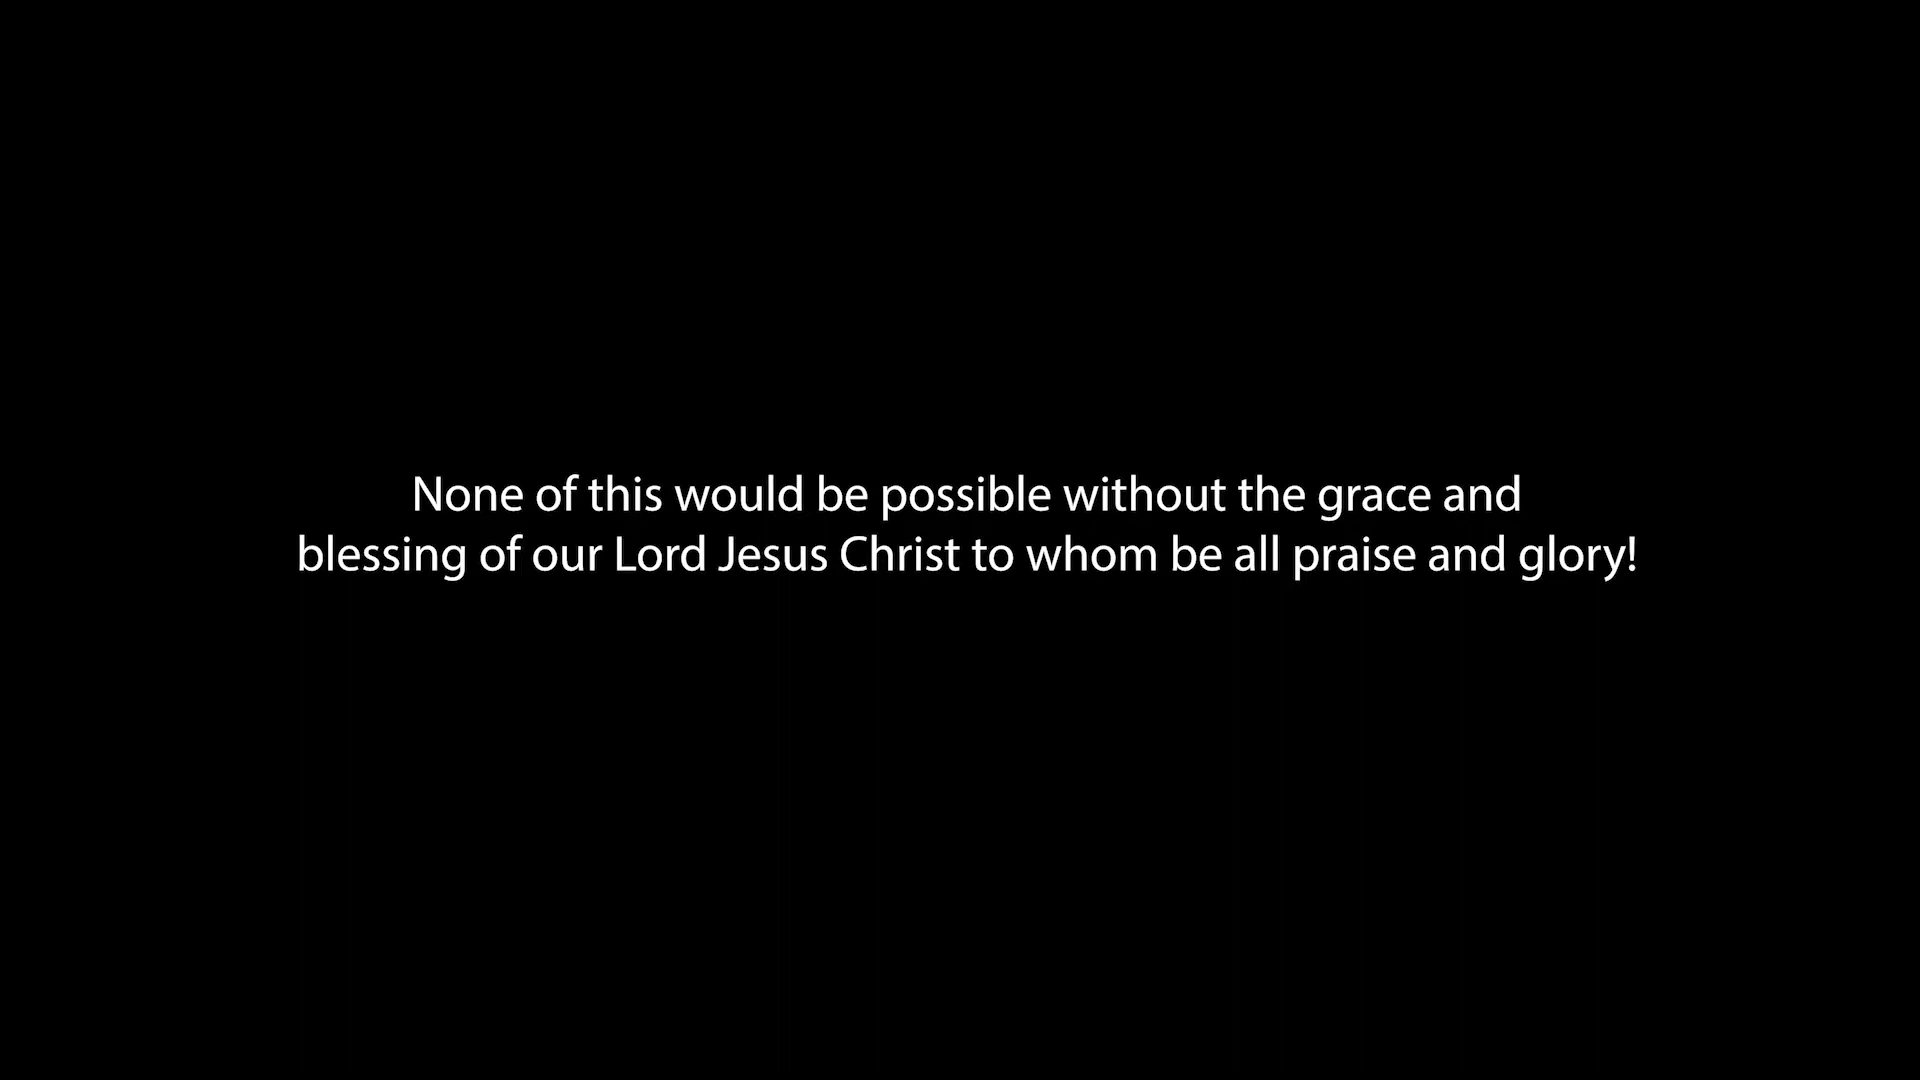 None of this would be possible without the grace and
blessing of our Lord Jesus Christ to whom be all praise and glory!